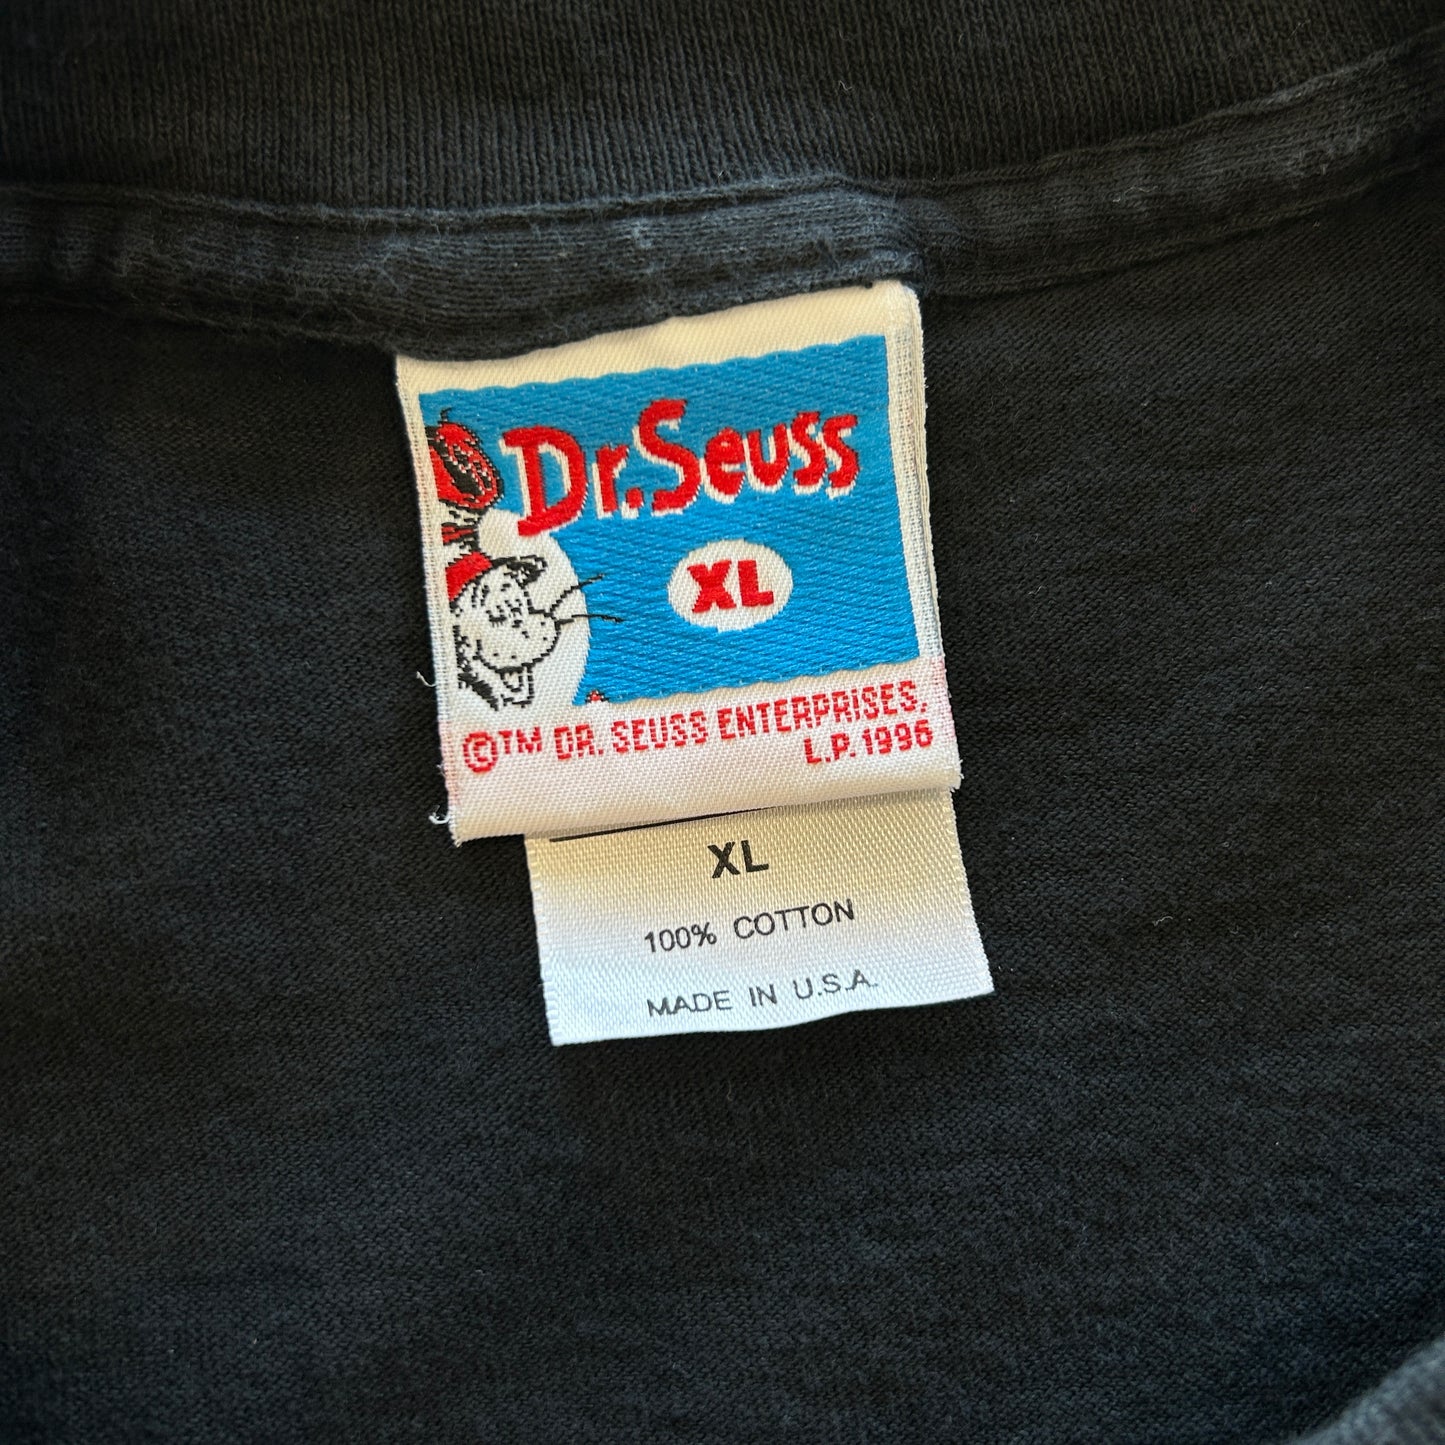 Dr. Seuss
XL
©™ DR. SEUSS ENTERPRISES,
L.P. 1996
XL
100% COTTON
MADE IN U.S.A.